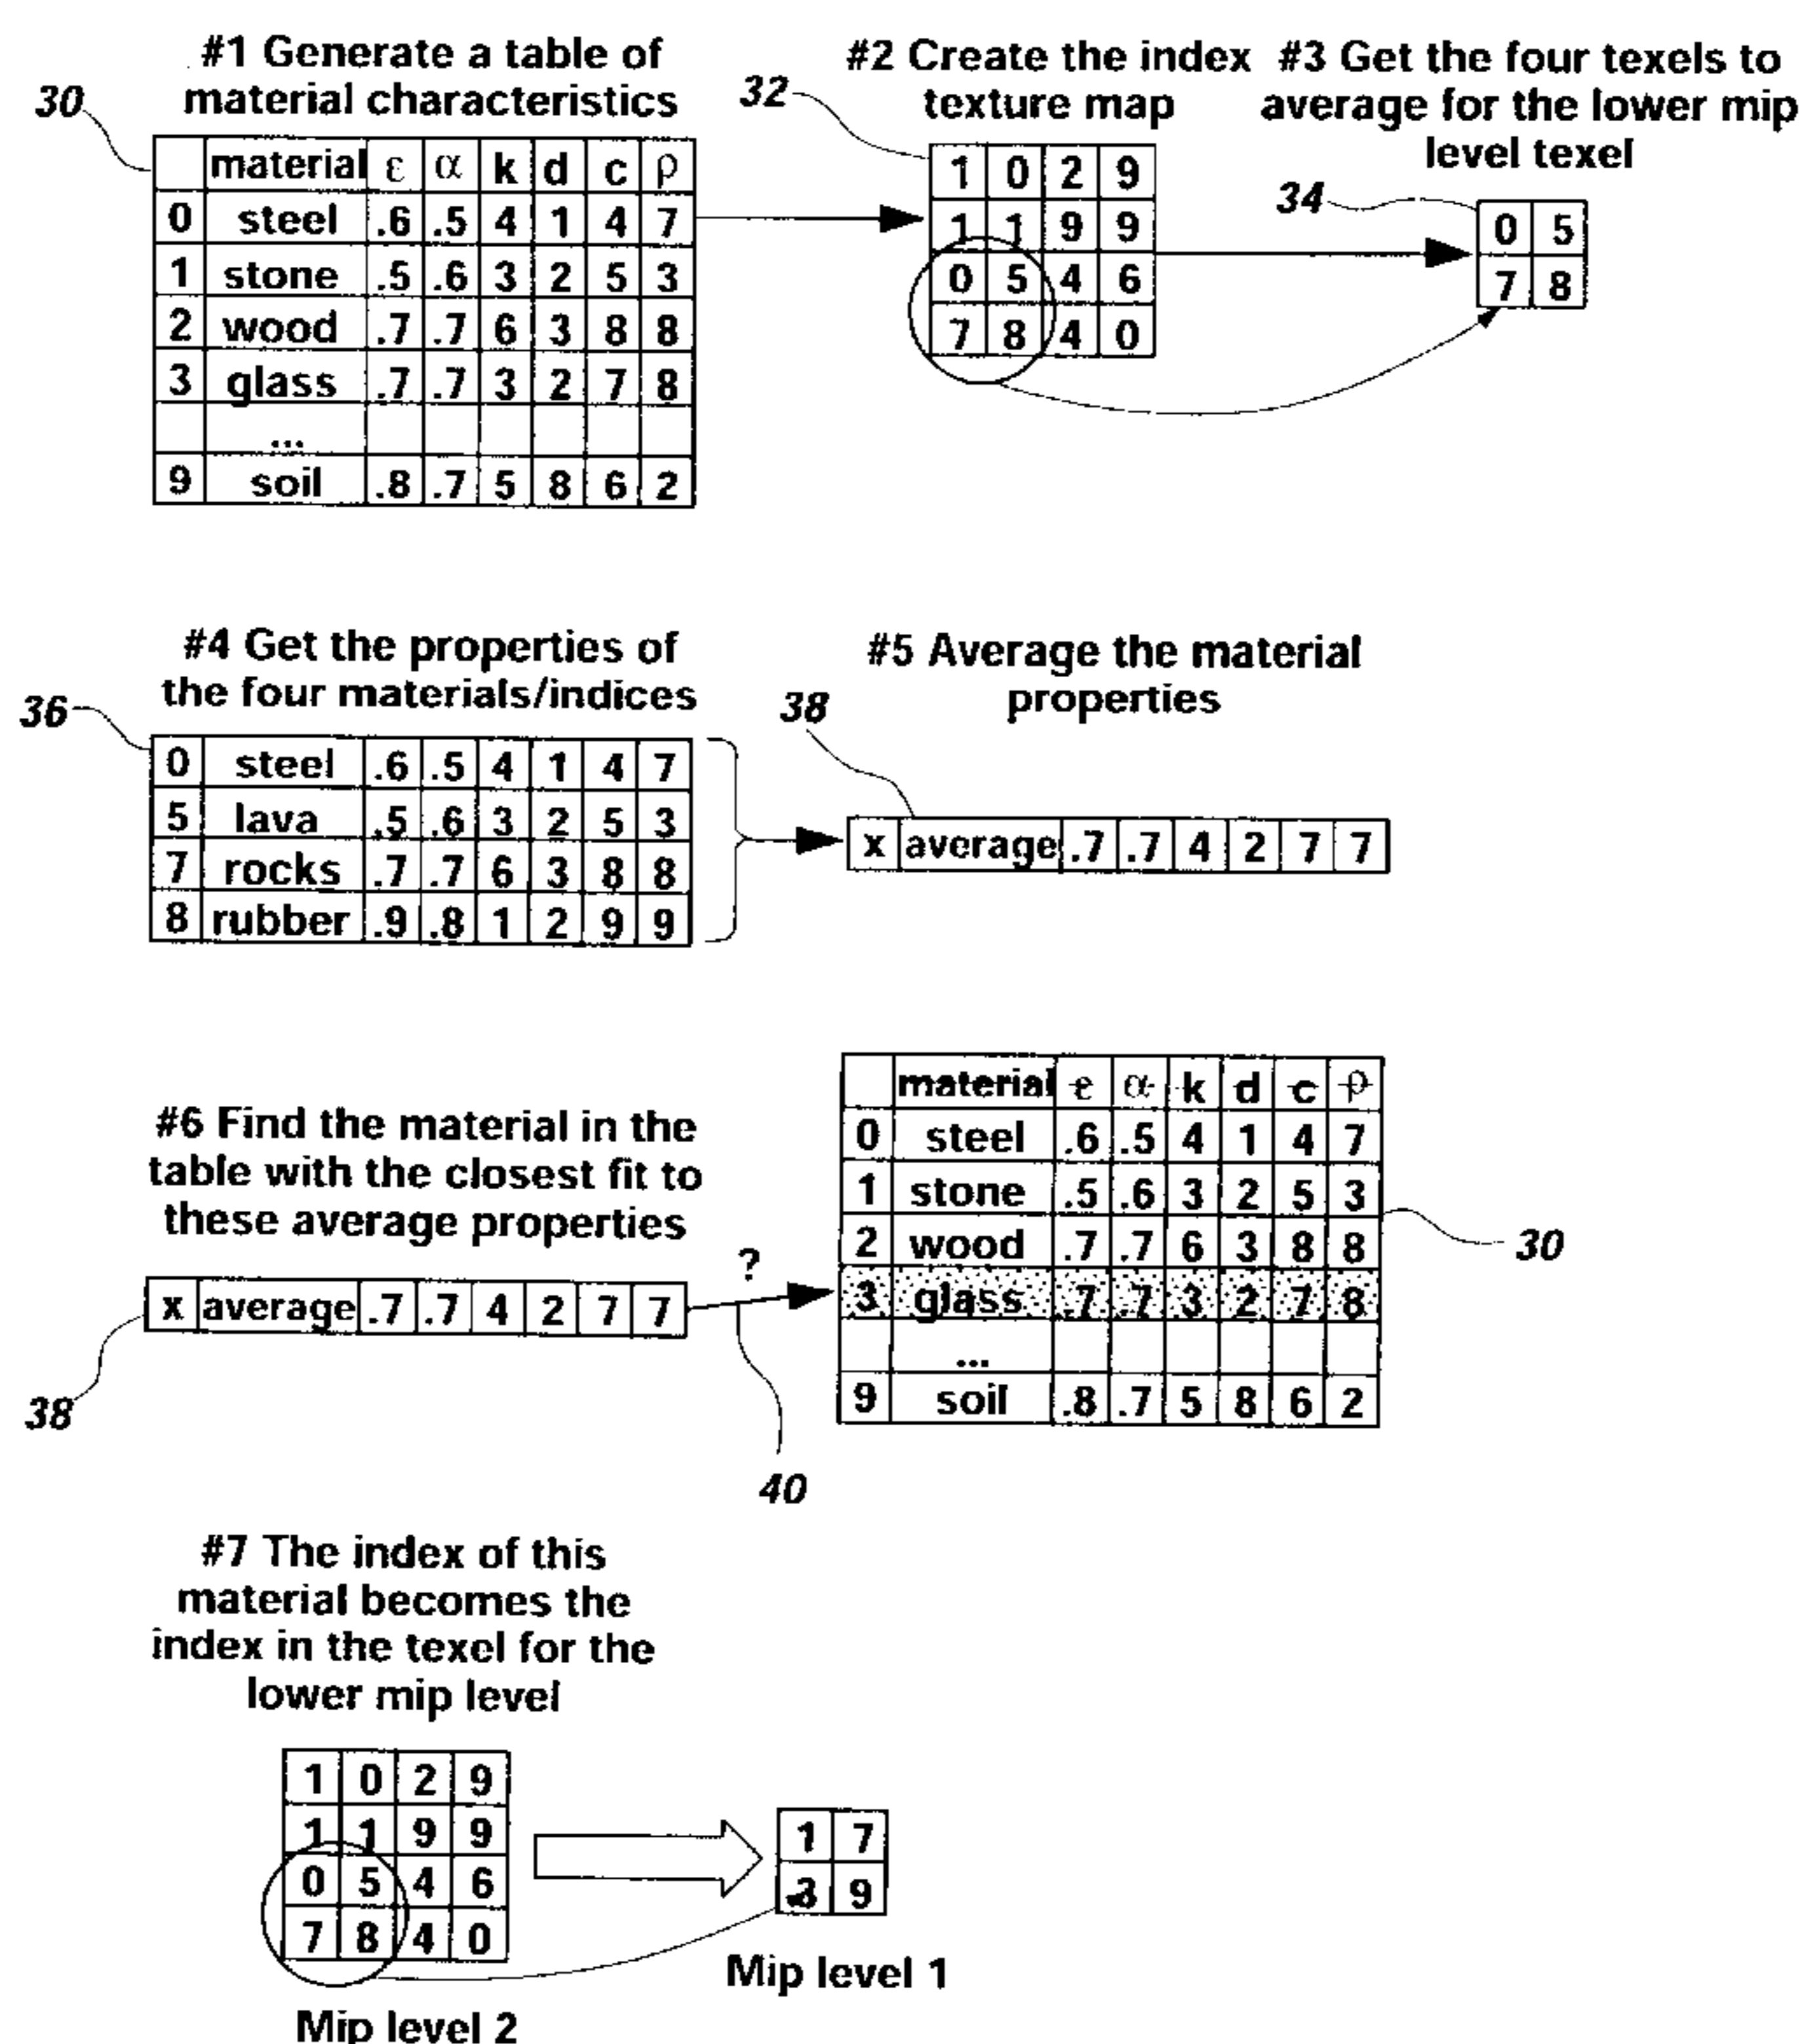 #1 Generate a table of
material characteristics
30
material ε α k d c ρ
0 steel .6 .5 4 1 4 7
1 stone .5 .6 3 2 5 3
2 wood .7 .7 6 3 8 8
3 glass .7 .7 3 2 7 8
...
9 soil .8 .7 5 8 6 2
#2 Create the index
texture map
32
1 0 2 9
1 1 9 9
0 5 4 6
7 8 4 0
#3 Get the four texels to
average for the lower mip
level texel
34
0 5
7 8
#4 Get the properties of
the four materials/indices
36
0 steel .6 .5 4 1 4 7
5 lava .5 .6 3 2 5 3
7 rocks .7 .7 6 3 8 8
8 rubber .9 .8 1 2 9 9
#5 Average the material
properties
38
x average .7 .7 4 2 7 7
#6 Find the material in the
table with the closest fit to
these average properties
x average .7 .7 4 2 7 7
38
?
40
material ε α k d c ρ
0 steel .6 .5 4 1 4 7
1 stone .5 .6 3 2 5 3
2 wood .7 .7 6 3 8 8
3 glass .7 .7 3 2 7 8
...
9 soil .8 .7 5 8 6 2
30
#7 The index of this
material becomes the
index in the texel for the
lower mip level
1 0 2 9
1 1 9 9
0 5 4 6
7 8 4 0
Mip level 2
1 7
3 9
Mip level 1